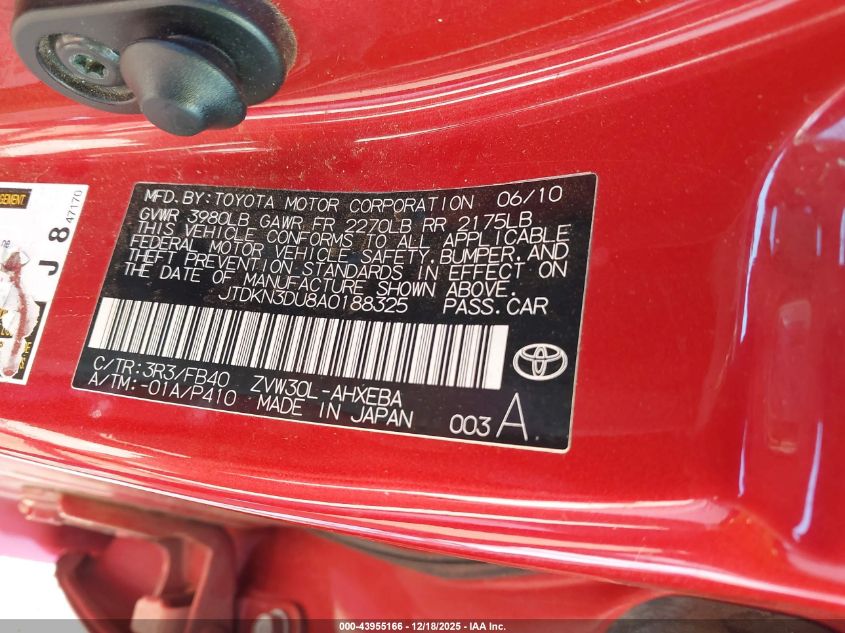 MFD.BY:TOYOTA MOTOR CORPORATION 06/10
GVWR 3980LB GAWR FR 2270LB RR 2175LB
THIS VEHICLE CONFORMS TO ALL APPLICABLE
FEDERAL MOTOR VEHICLE SAFETY,BUMPER,AND
THEFT PREVENTION STANDARDS IN EFFECT ON
THE DATE OF MANUFACTURE SHOWN ABOVE.
JTDKN3DU8A0188325 PASS.CAR
C/TR:3R3/FB40 ZVW30L-AHXEBA
A/TM:-01A/P410 MADE IN JAPAN 003 A
J 8 47170
000-43955166 - 12/18/2025 - IAA Inc.